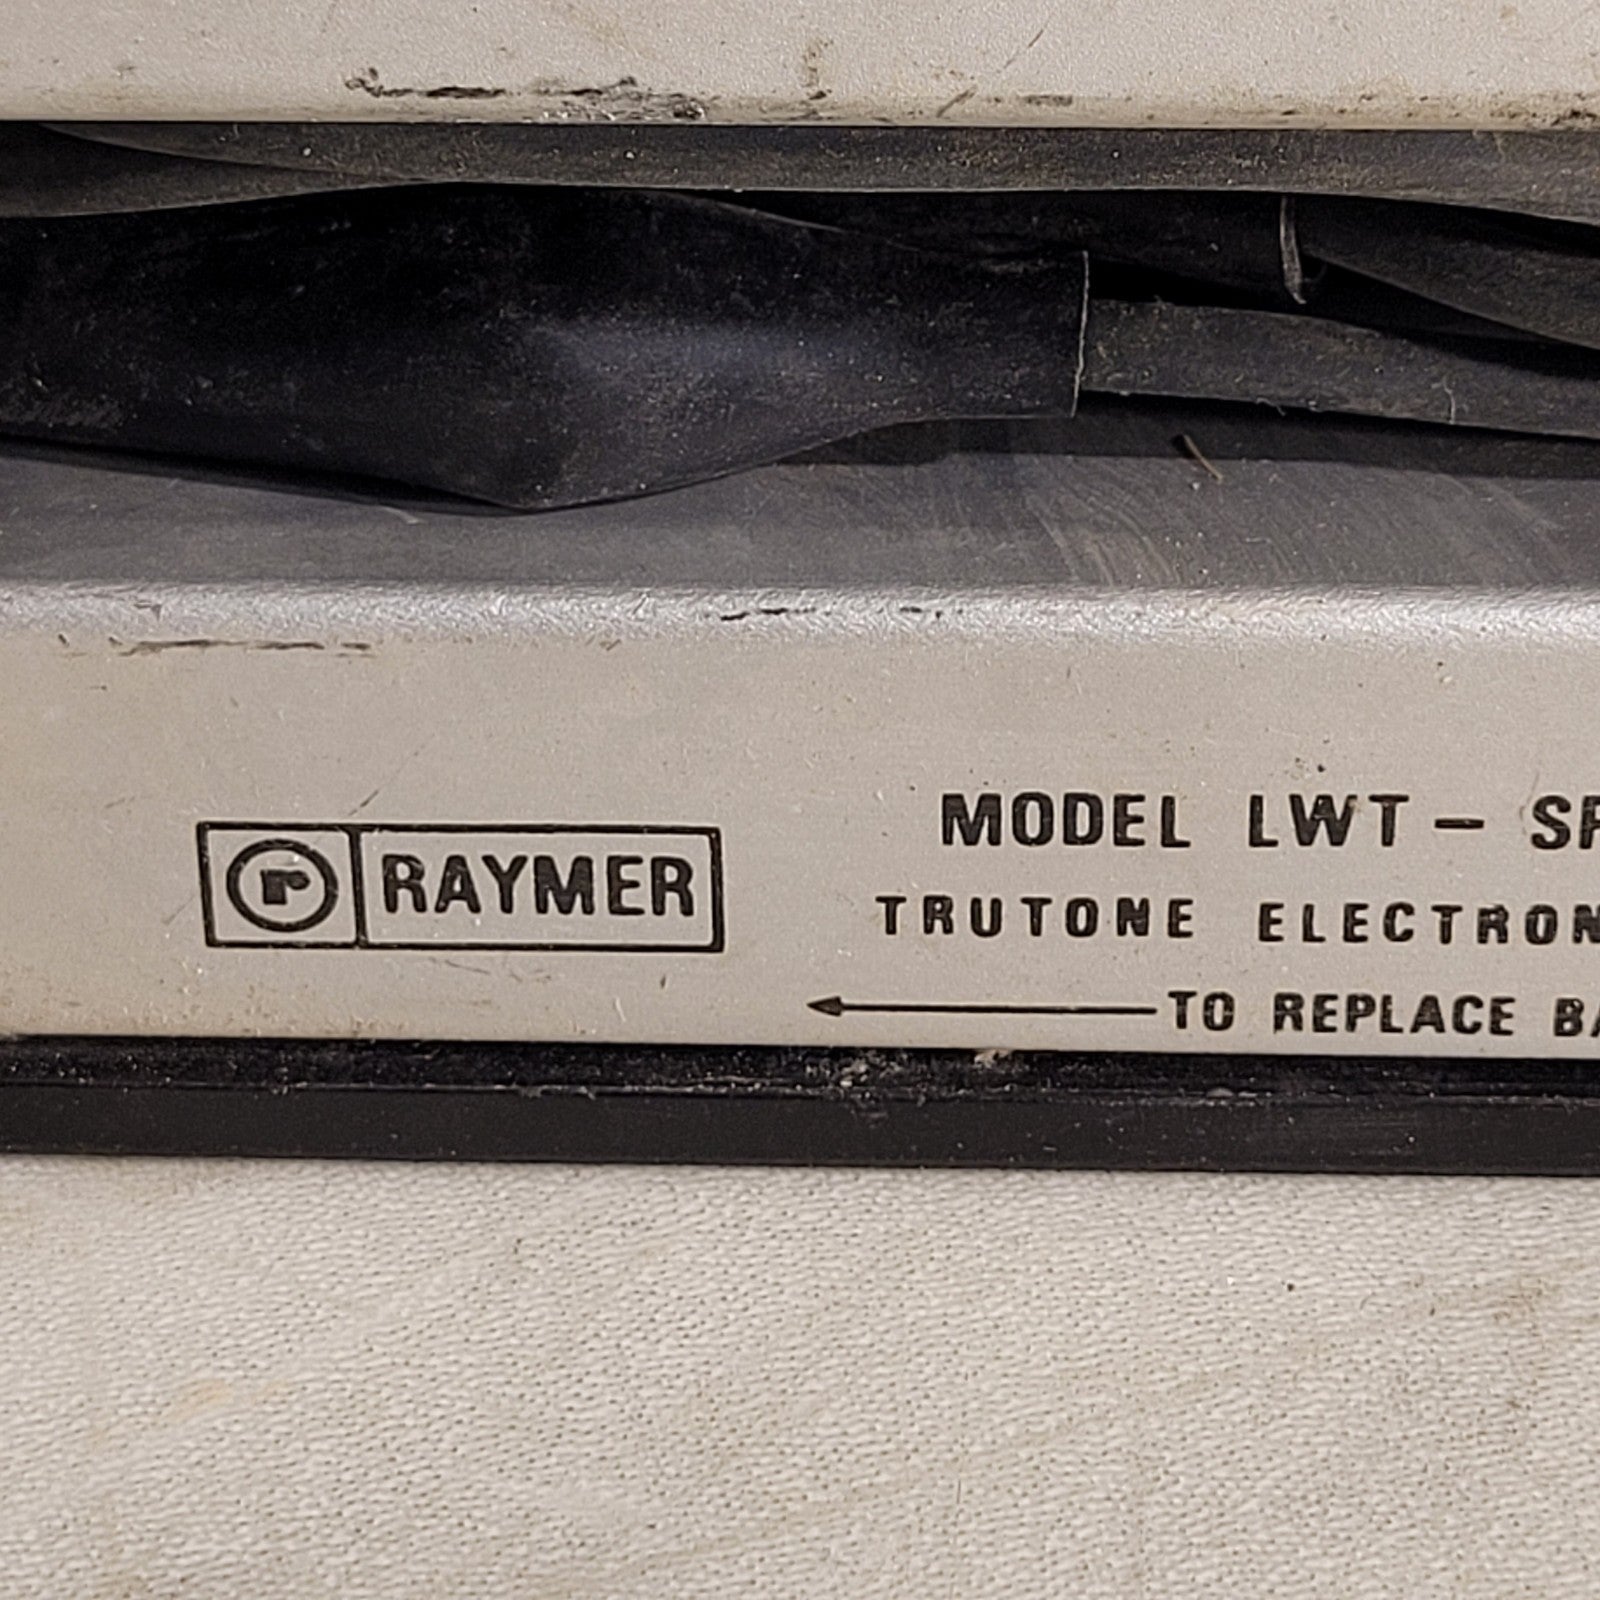 r RAYMER
MODEL LWT – SP
TRUTONE ELECTRON
TO REPLACE BA